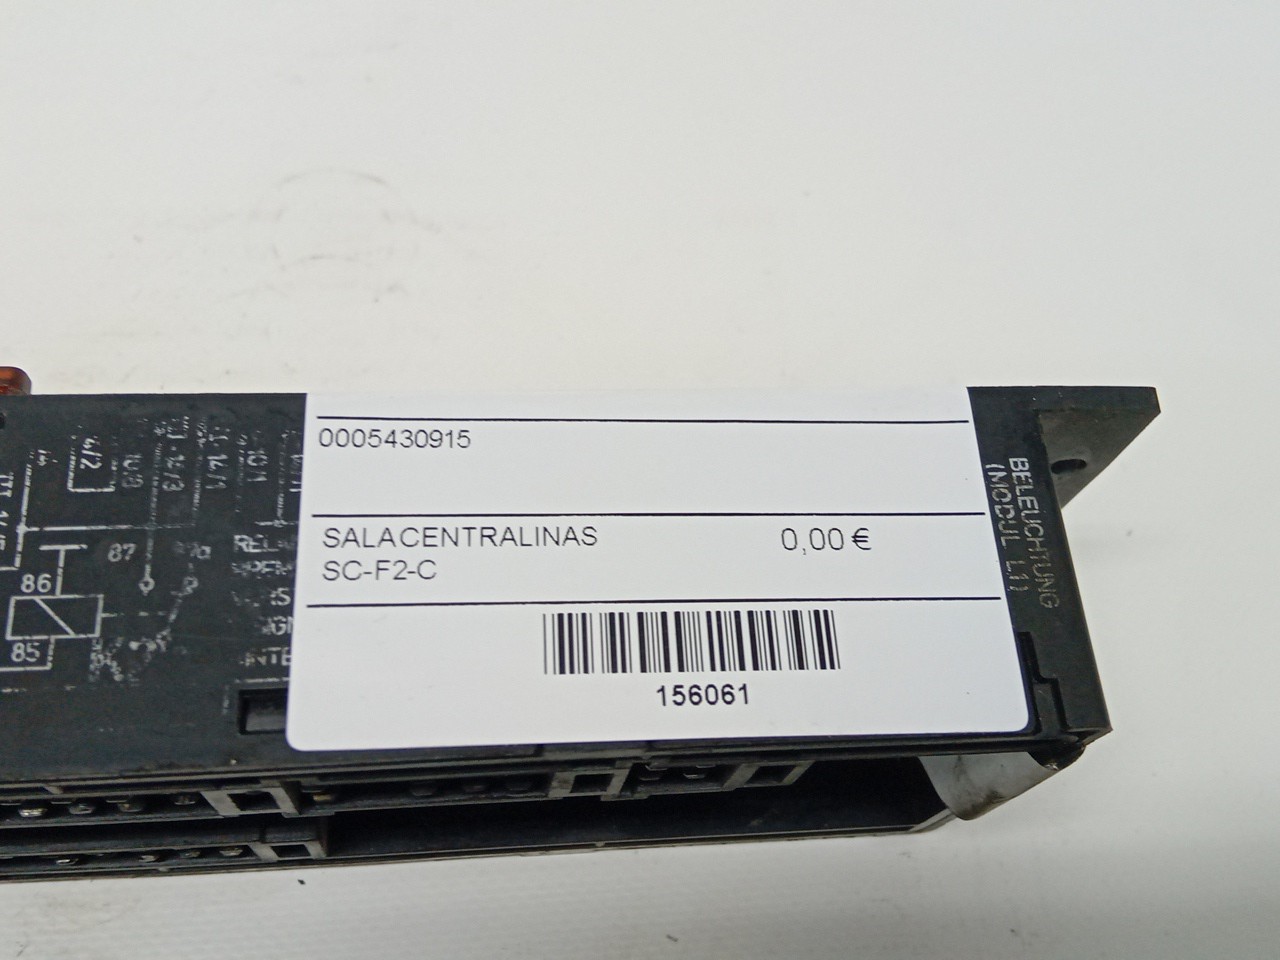 0005430915
SALACENTRALINAS 0,00 €
SC-F2-C
156061
BELEUCHTUNG
(MODUL L1)
87
86
85